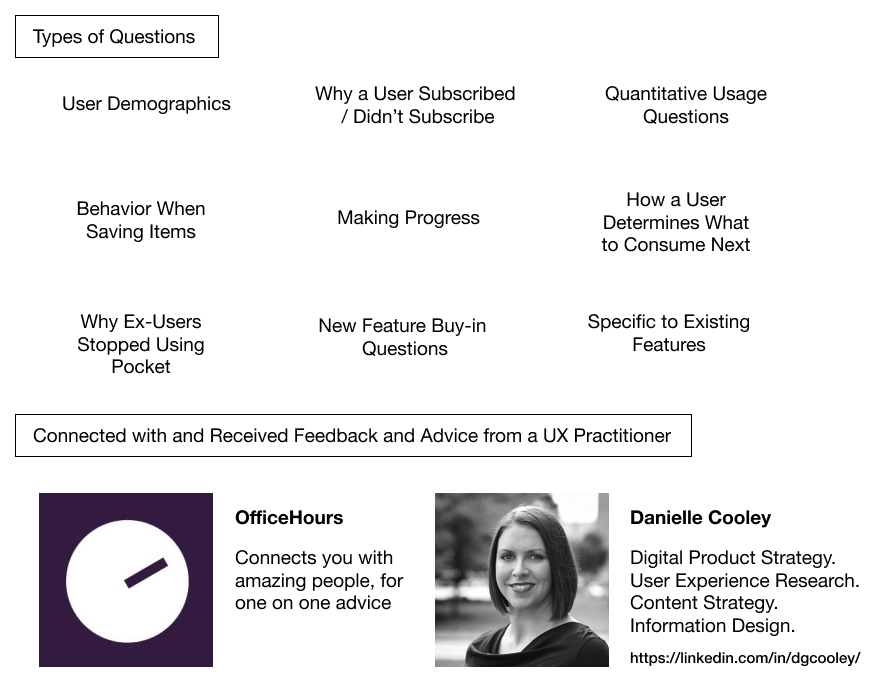 Types of Questions
User Demographics
Why a User Subscribed
/ Didn’t Subscribe
Quantitative Usage
Questions
Behavior When
Saving Items
Making Progress
How a User
Determines What
to Consume Next
Why Ex-Users
Stopped Using
Pocket
New Feature Buy-in
Questions
Specific to Existing
Features
Connected with and Received Feedback and Advice from a UX Practitioner
OfficeHours
Connects you with
amazing people, for
one on one advice
Danielle Cooley
Digital Product Strategy.
User Experience Research.
Content Strategy.
Information Design.
https://linkedin.com/in/dgcooley/